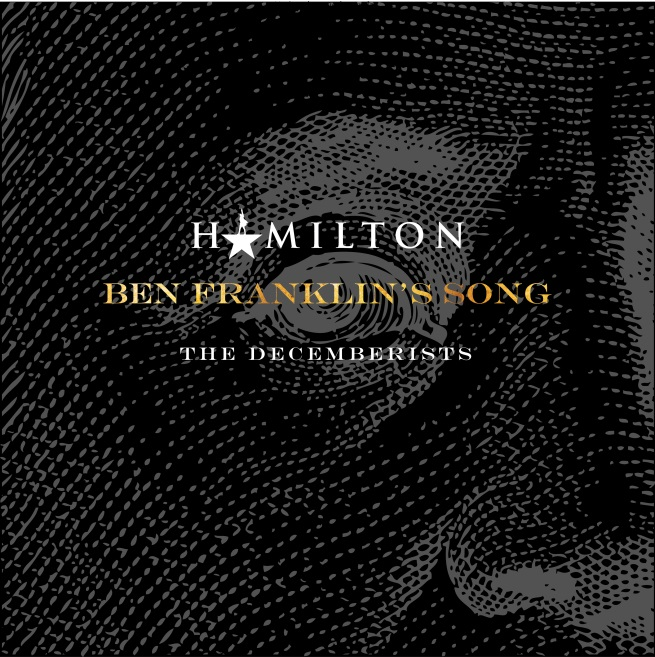 HAMILTON
BEN FRANKLIN'S SONG
THE DECEMBERISTS